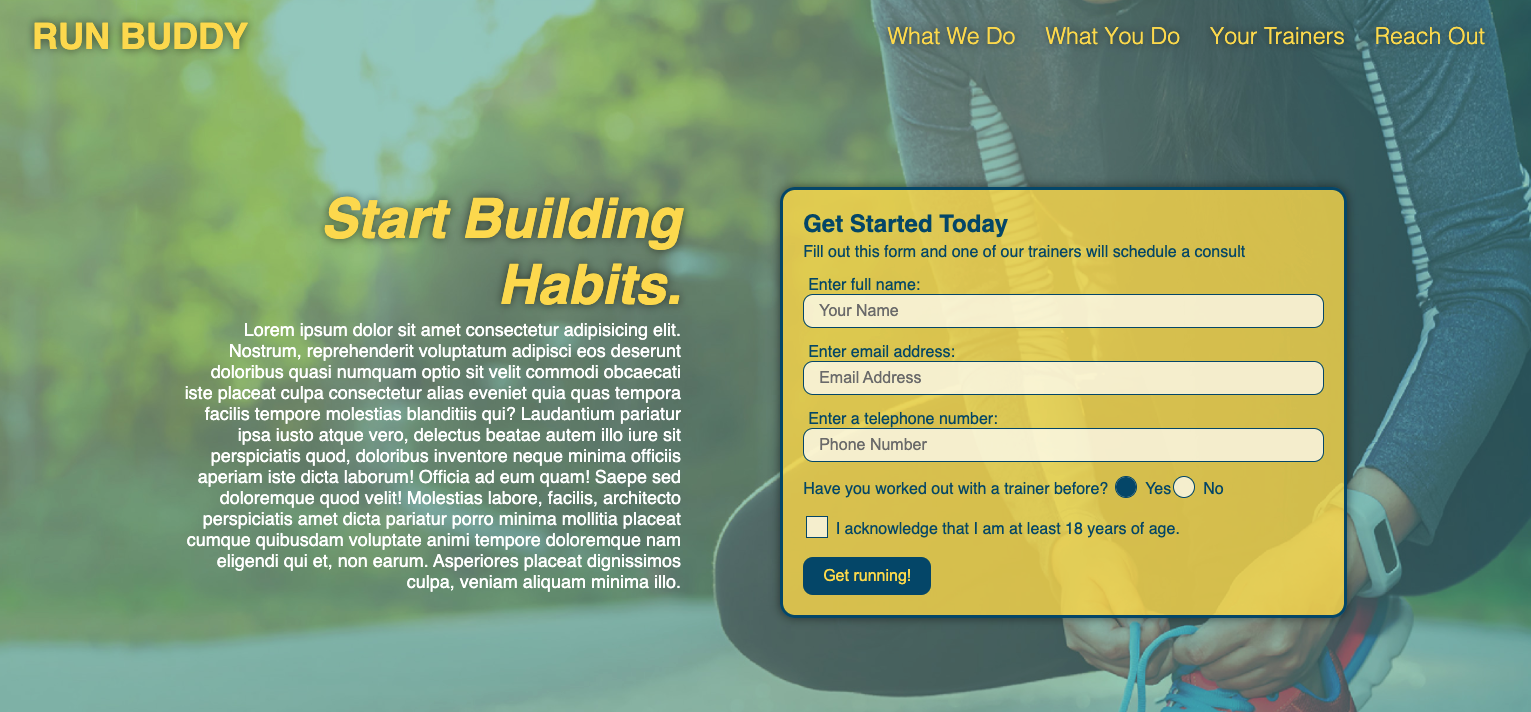 RUN BUDDY
What We Do
What You Do
Your Trainers
Reach Out
Start Building
Habits.
Lorem ipsum dolor sit amet consectetur adipisicing elit.
Nostrum, reprehenderit voluptatum adipisci eos deserunt
doloribus quasi numquam optio sit velit commodi obcaecati
iste placeat culpa consectetur alias eveniet quia quas tempora
facilis tempore molestias blanditiis qui? Laudantium pariatur
ipsa iusto atque vero, delectus beatae autem illo iure sit
perspiciatis quod, doloribus inventore neque minima officiis
aperiam iste dicta laborum! Officia ad eum quam! Saepe sed
doloremque quod velit! Molestias labore, facilis, architecto
perspiciatis amet dicta pariatur porro minima mollitia placeat
cumque quibusdam voluptate animi tempore doloremque nam
eligendi qui et, non earum. Asperiores placeat dignissimos
culpa, veniam aliquam minima illo.
Get Started Today
Fill out this form and one of our trainers will schedule a consult
Enter full name:
Your Name
Enter email address:
Email Address
Enter a telephone number:
Phone Number
Have you worked out with a trainer before? Yes No
I acknowledge that I am at least 18 years of age.
Get running!